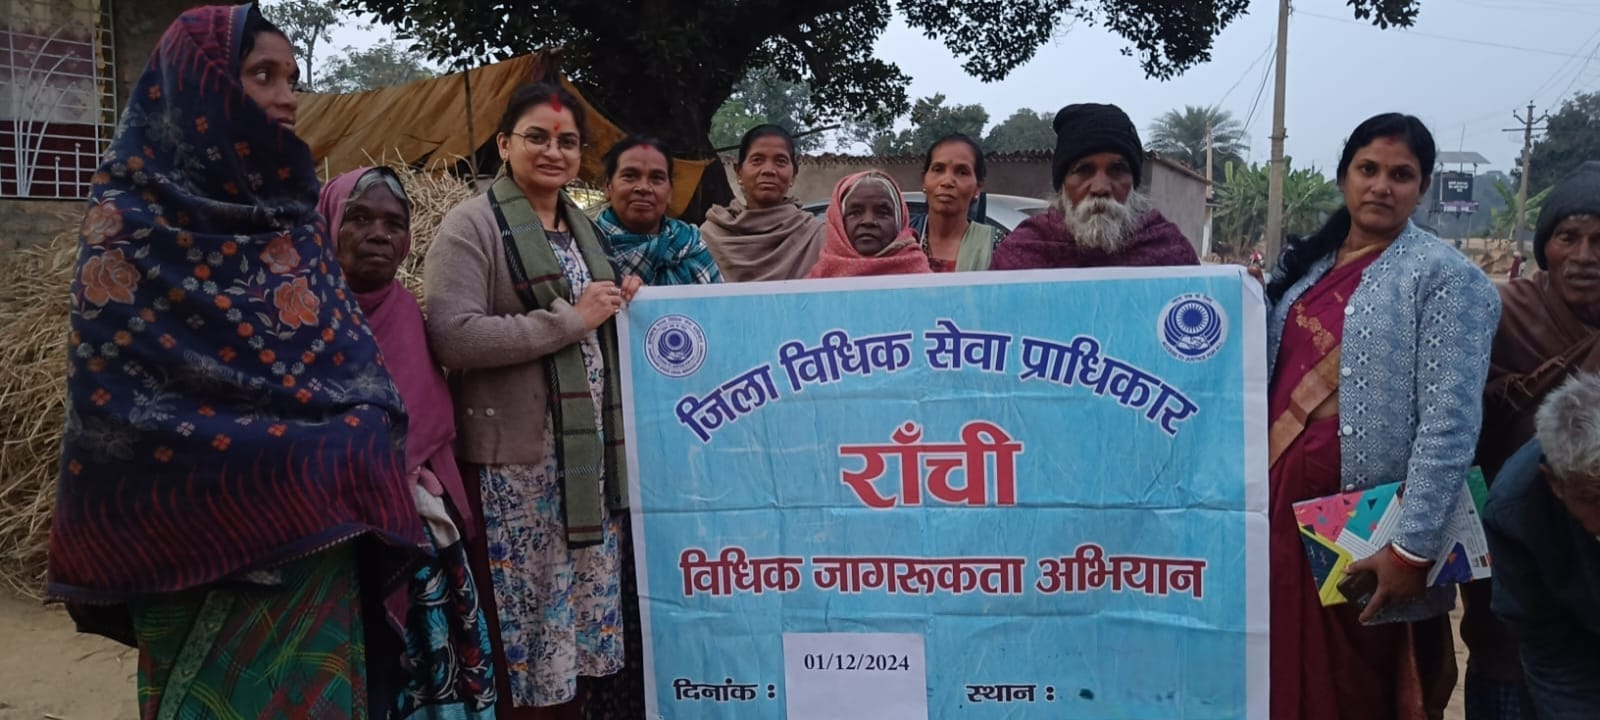 जिला विधिक सेवा प्राधिकार
राँची
विधिक जागरूकता अभियान
01/12/2024
दिनांक :
स्थान :